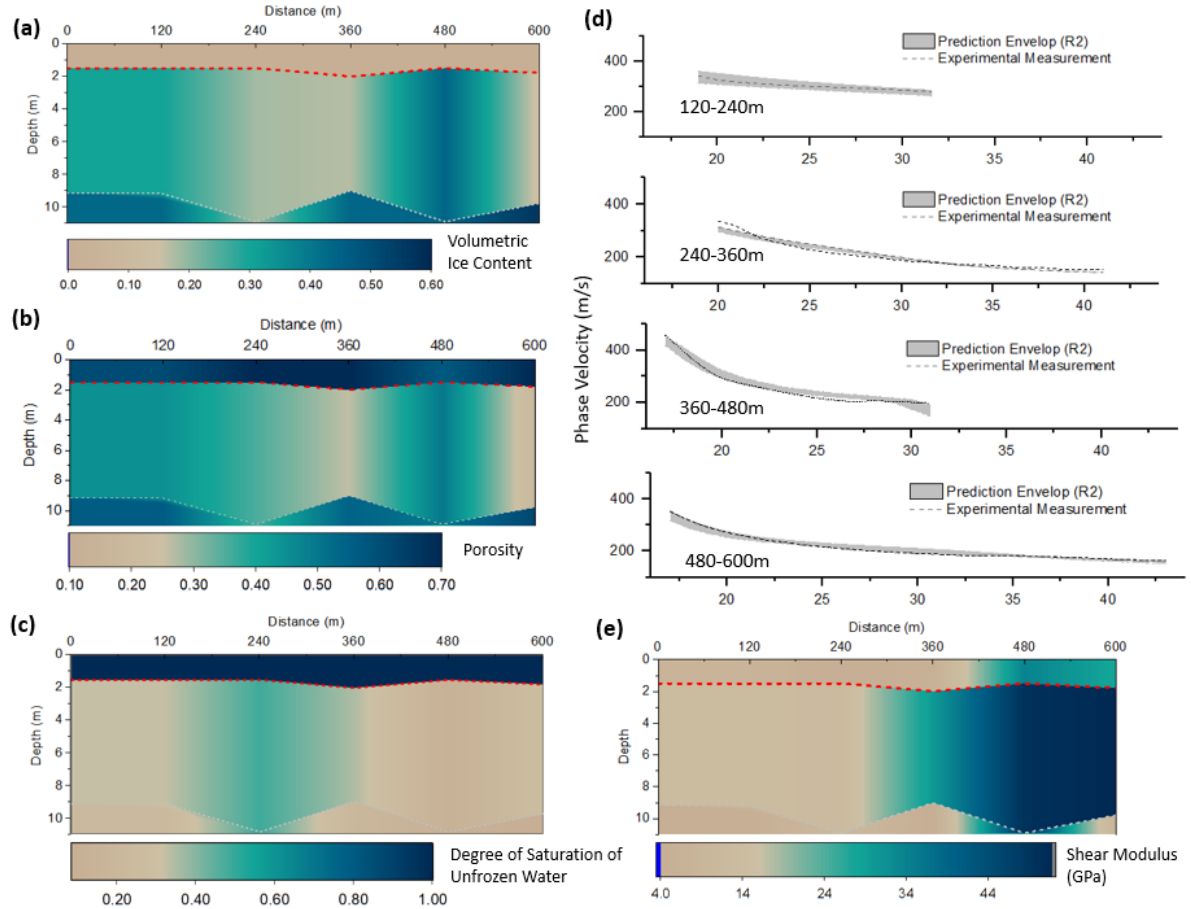 (a)
Distance (m)
0 120 240 360 480 600
Depth (m)
0
2
4
6
8
10
0.0 0.10 0.20 0.30 0.40 0.50 0.60
Volumetric
Ice Content
(b)
Distance (m)
0 120 240 360 480 600
Depth (m)
0
2
4
6
8
10
0.10 0.20 0.30 0.40 0.50 0.60 0.70
Porosity
(c)
Distance (m)
0 120 240 360 480 600
Depth (m)
0
2
4
6
8
10
0.20 0.40 0.60 0.80 1.00
Degree of Saturation of
Unfrozen Water
(d)
Phase Velocity (m/s)
Prediction Envelop (R2)
Experimental Measurement
400
200
120-240m
20 25 30 35 40
Prediction Envelop (R2)
Experimental Measurement
400
200
240-360m
20 25 30 35 40
Prediction Envelop (R2)
Experimental Measurement
400
200
360-480m
20 25 30 35 40
Prediction Envelop (R2)
Experimental Measurement
400
200
480-600m
20 25 30 35 40
(e)
Distance (m)
0 120 240 360 480 600
Depth
0
2
4
6
8
10
4.0 14 24 34 44
Shear Modulus
(GPa)